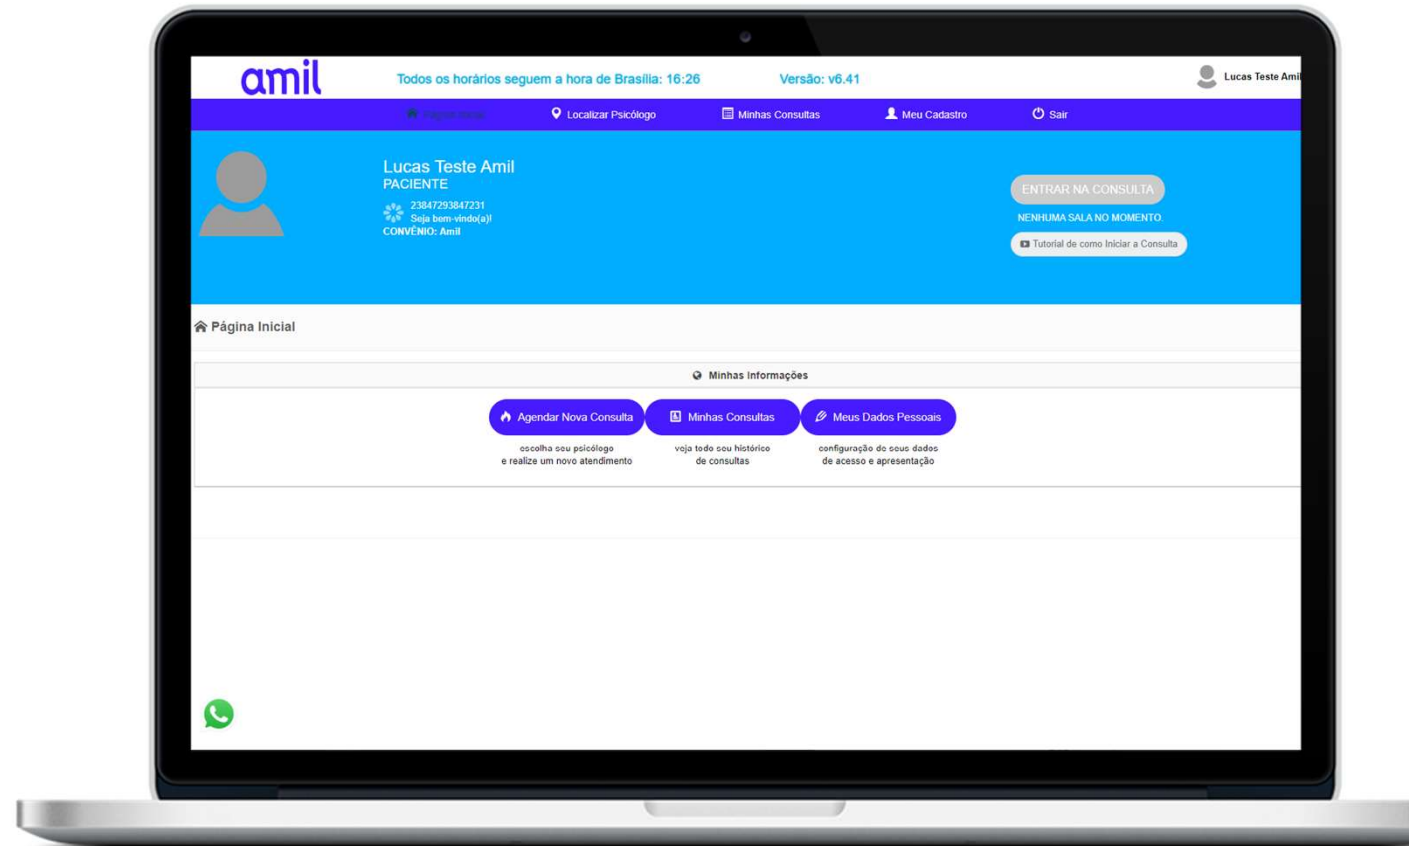 amil
Todos os horários seguem a hora de Brasília: 16:26
Versão: v6.41
Lucas Teste Amil
Página Inicial
Localizar Psicólogo
Minhas Consultas
Meu Cadastro
Sair
Lucas Teste Amil
PACIENTE
23847293847231
Seja bem-vindo(a)!
CONVÊNIO: Amil
ENTRAR NA CONSULTA
NENHUMA SALA NO MOMENTO.
Tutorial de como Iniciar a Consulta
Página Inicial
Minhas Informações
Agendar Nova Consulta
Minhas Consultas
Meus Dados Pessoais
escolha seu psicólogo
e realize um novo atendimento
veja todo seu histórico
de consultas
configuração de seus dados
de acesso e apresentação